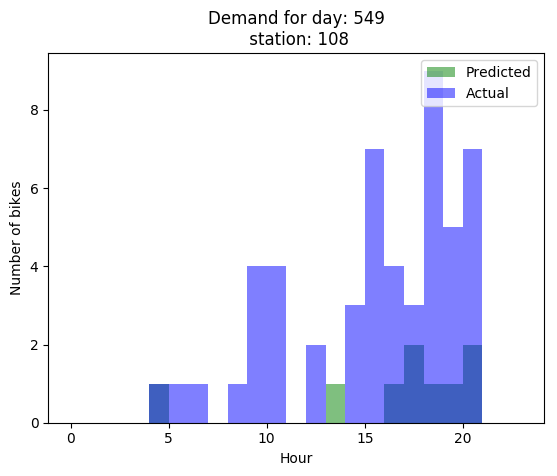 Demand for day: 549
station: 108
Predicted
Actual
Number of bikes
8
6
4
2
0
0
5
10
15
20
Hour